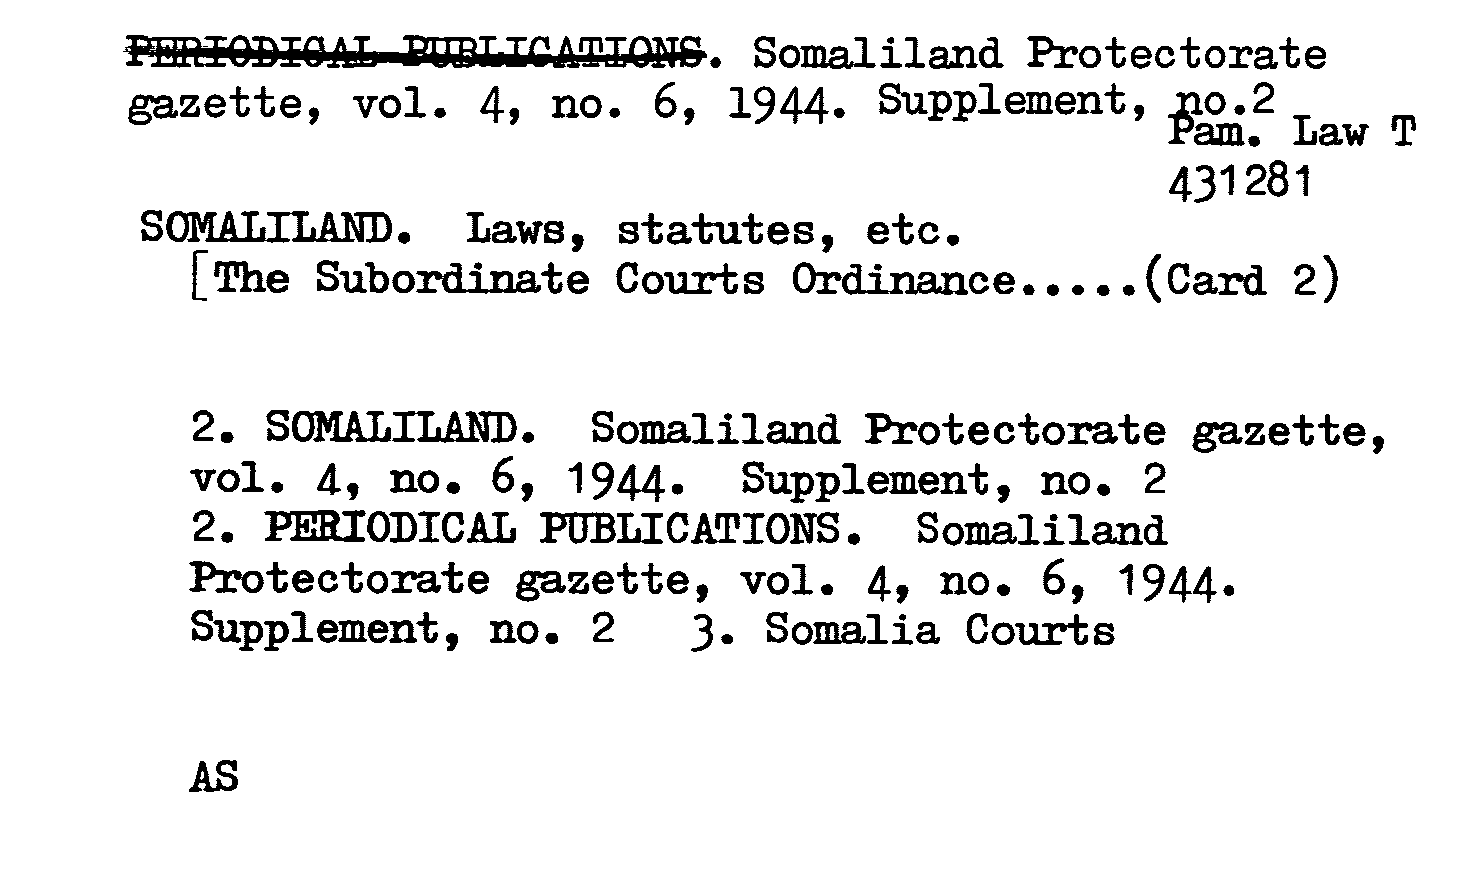 PERIODICAL PUBLICATIONS. Somaliland Protectorate
gazette, vol. 4, no. 6, 1944. Supplement, no.2
Pam. Law T
431281
SOMALILAND. Laws, statutes, etc.
[The Subordinate Courts Ordinance.....(Card 2)
2. SOMALILAND. Somaliland Protectorate gazette,
vol. 4, no. 6, 1944. Supplement, no. 2
2. PERIODICAL PUBLICATIONS. Somaliland
Protectorate gazette, vol. 4, no. 6, 1944.
Supplement, no. 2 3. Somalia Courts
AS